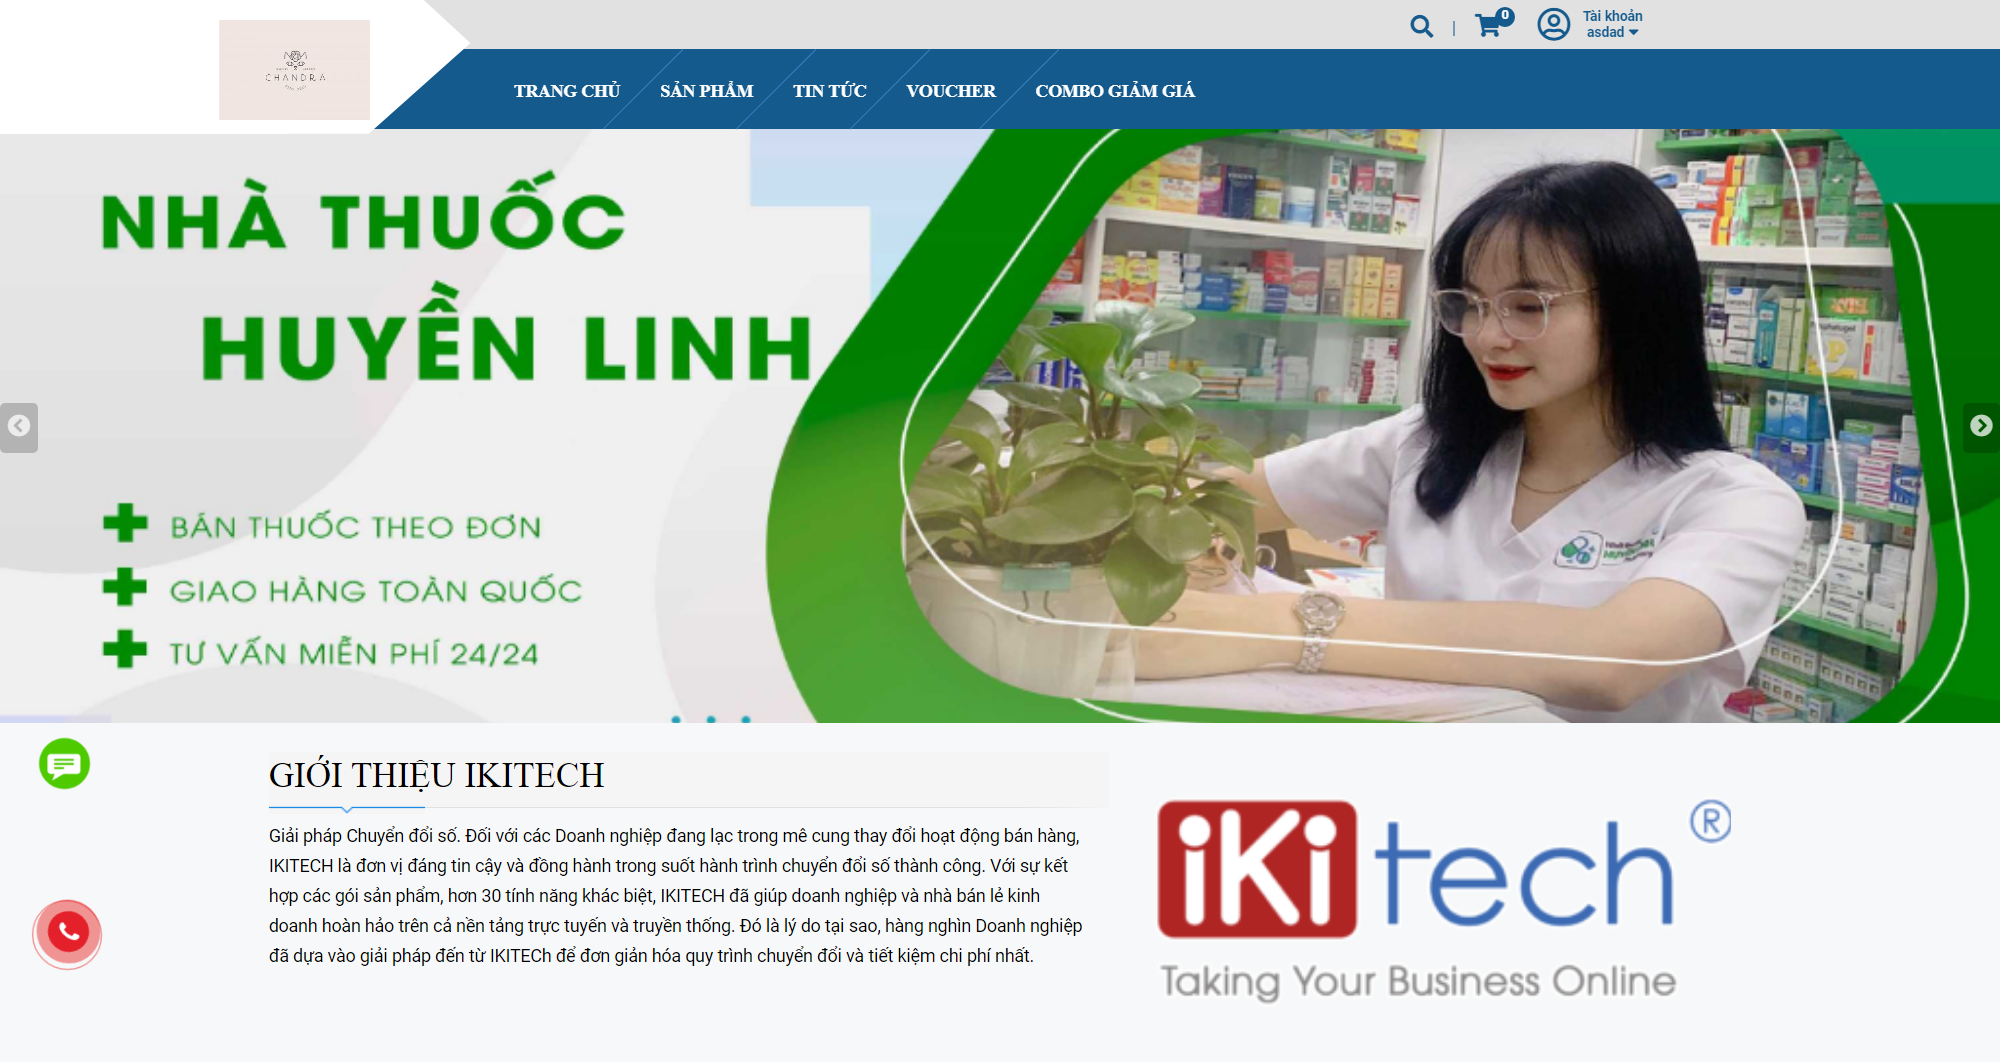 CHANDRA
0
Tài khoản
asdad
TRANG CHỦ
SẢN PHẨM
TIN TỨC
VOUCHER
COMBO GIẢM GIÁ
NHÀ THUỐC
HUYỀN LINH
BÁN THUỐC THEO ĐƠN
GIAO HÀNG TOÀN QUỐC
TƯ VẤN MIỄN PHÍ 24/24
GIỚI THIỆU IKITECH
Giải pháp Chuyển đổi số. Đối với các Doanh nghiệp đang lạc trong mê cung thay đổi hoạt động bán hàng,
IKITECH là đơn vị đáng tin cậy và đồng hành trong suốt hành trình chuyển đổi số thành công. Với sự kết
hợp các gói sản phẩm, hơn 30 tính năng khác biệt, IKITECH đã giúp doanh nghiệp và nhà bán lẻ kinh
doanh hoàn hảo trên cả nền tảng trực tuyến và truyền thống. Đó là lý do tại sao, hàng nghìn Doanh nghiệp
đã dựa vào giải pháp đến từ IKITECh để đơn giản hóa quy trình chuyển đổi và tiết kiệm chi phí nhất.
iKi tech ®
Taking Your Business Online